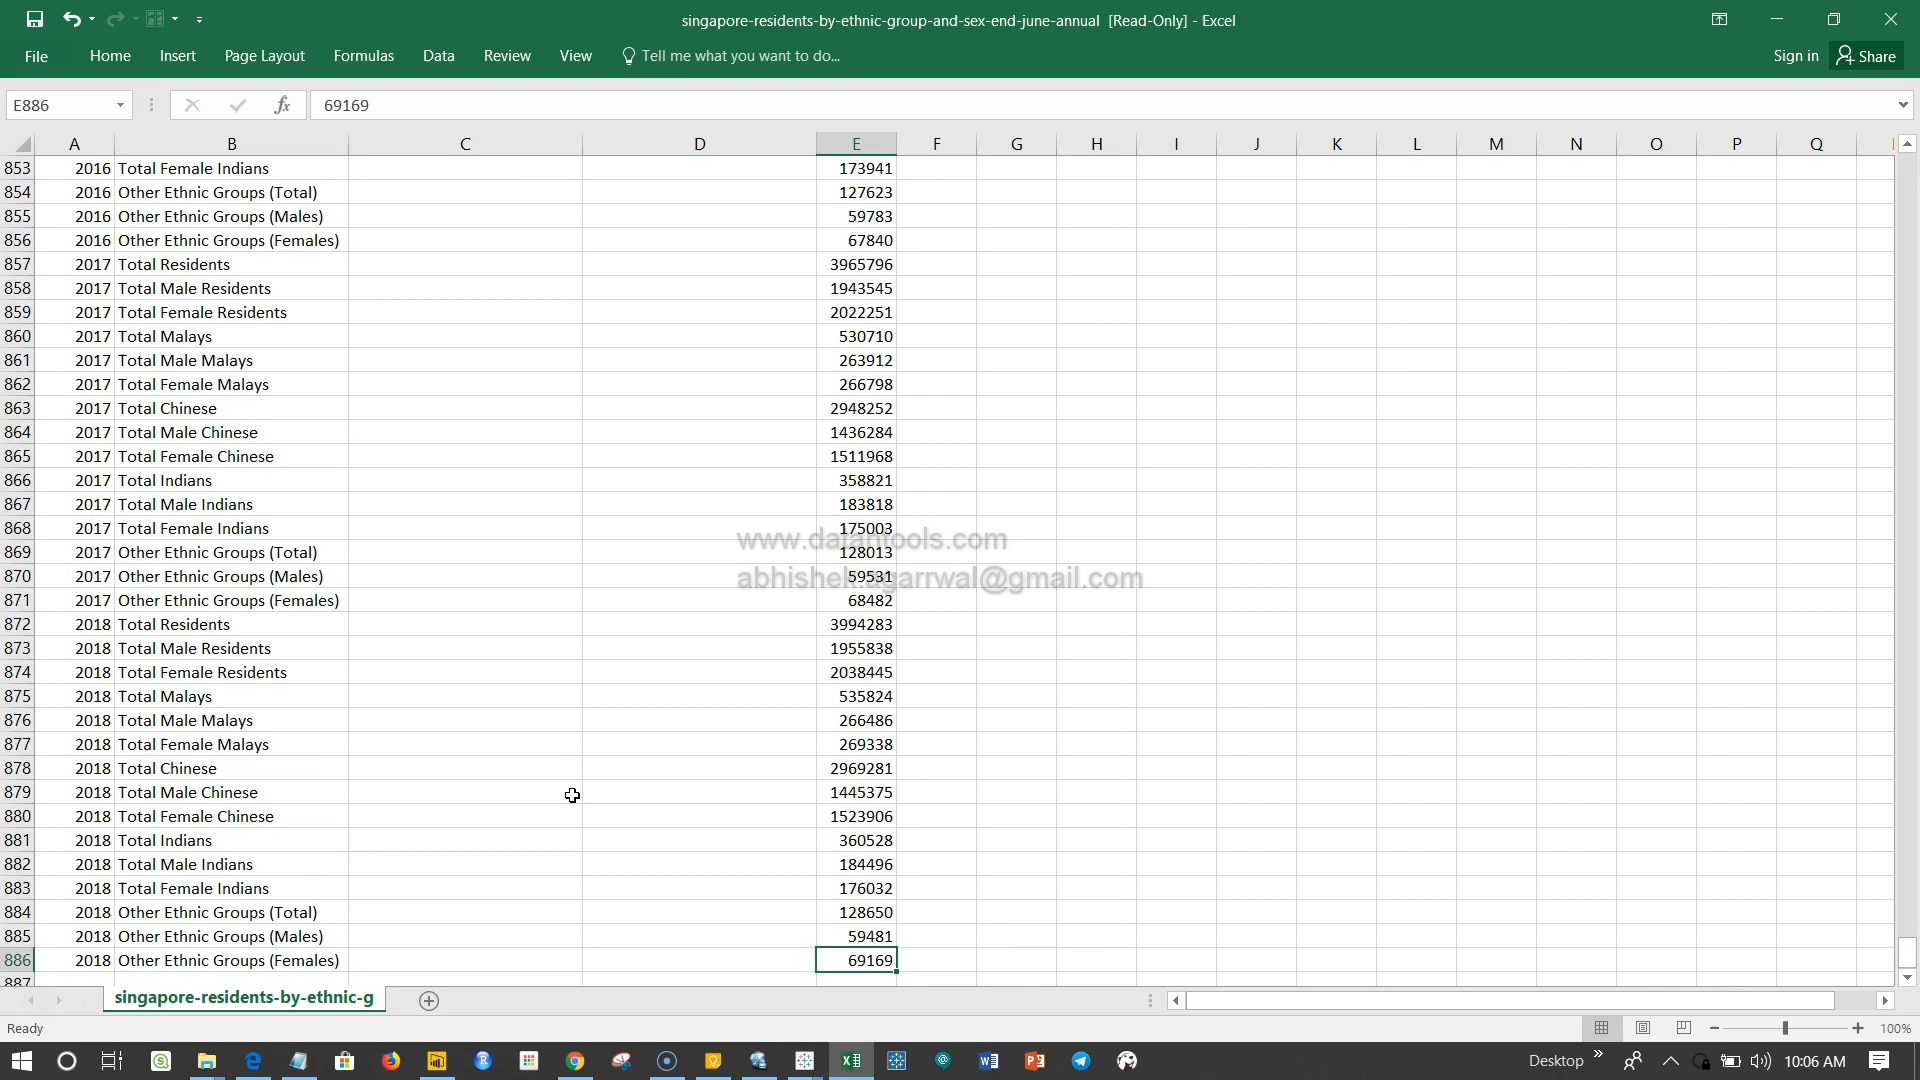 singapore-residents-by-ethnic-group-and-sex-end-june-annual [Read-Only] - Excel
File Home Insert Page Layout Formulas Data Review View Tell me what you want to do... Sign in Share
E886 fx 69169
A B C D E F G H I J K L M N O P Q
853 2016 Total Female Indians 173941
854 2016 Other Ethnic Groups (Total) 127623
855 2016 Other Ethnic Groups (Males) 59783
856 2016 Other Ethnic Groups (Females) 67840
857 2017 Total Residents 3965796
858 2017 Total Male Residents 1943545
859 2017 Total Female Residents 2022251
860 2017 Total Malays 530710
861 2017 Total Male Malays 263912
862 2017 Total Female Malays 266798
863 2017 Total Chinese 2948252
864 2017 Total Male Chinese 1436284
865 2017 Total Female Chinese 1511968
866 2017 Total Indians 358821
867 2017 Total Male Indians 183818
868 2017 Total Female Indians 175003
www.datantools.com
869 2017 Other Ethnic Groups (Total) 128013
870 2017 Other Ethnic Groups (Males) 59531
abhishek.agarrwal@gmail.com
871 2017 Other Ethnic Groups (Females) 68482
872 2018 Total Residents 3994283
873 2018 Total Male Residents 1955838
874 2018 Total Female Residents 2038445
875 2018 Total Malays 535824
876 2018 Total Male Malays 266486
877 2018 Total Female Malays 269338
878 2018 Total Chinese 2969281
879 2018 Total Male Chinese 1445375
880 2018 Total Female Chinese 1523906
881 2018 Total Indians 360528
882 2018 Total Male Indians 184496
883 2018 Total Female Indians 176032
884 2018 Other Ethnic Groups (Total) 128650
885 2018 Other Ethnic Groups (Males) 59481
886 2018 Other Ethnic Groups (Females) 69169
887
singapore-residents-by-ethnic-g
Ready 100%
Desktop 10:06 AM